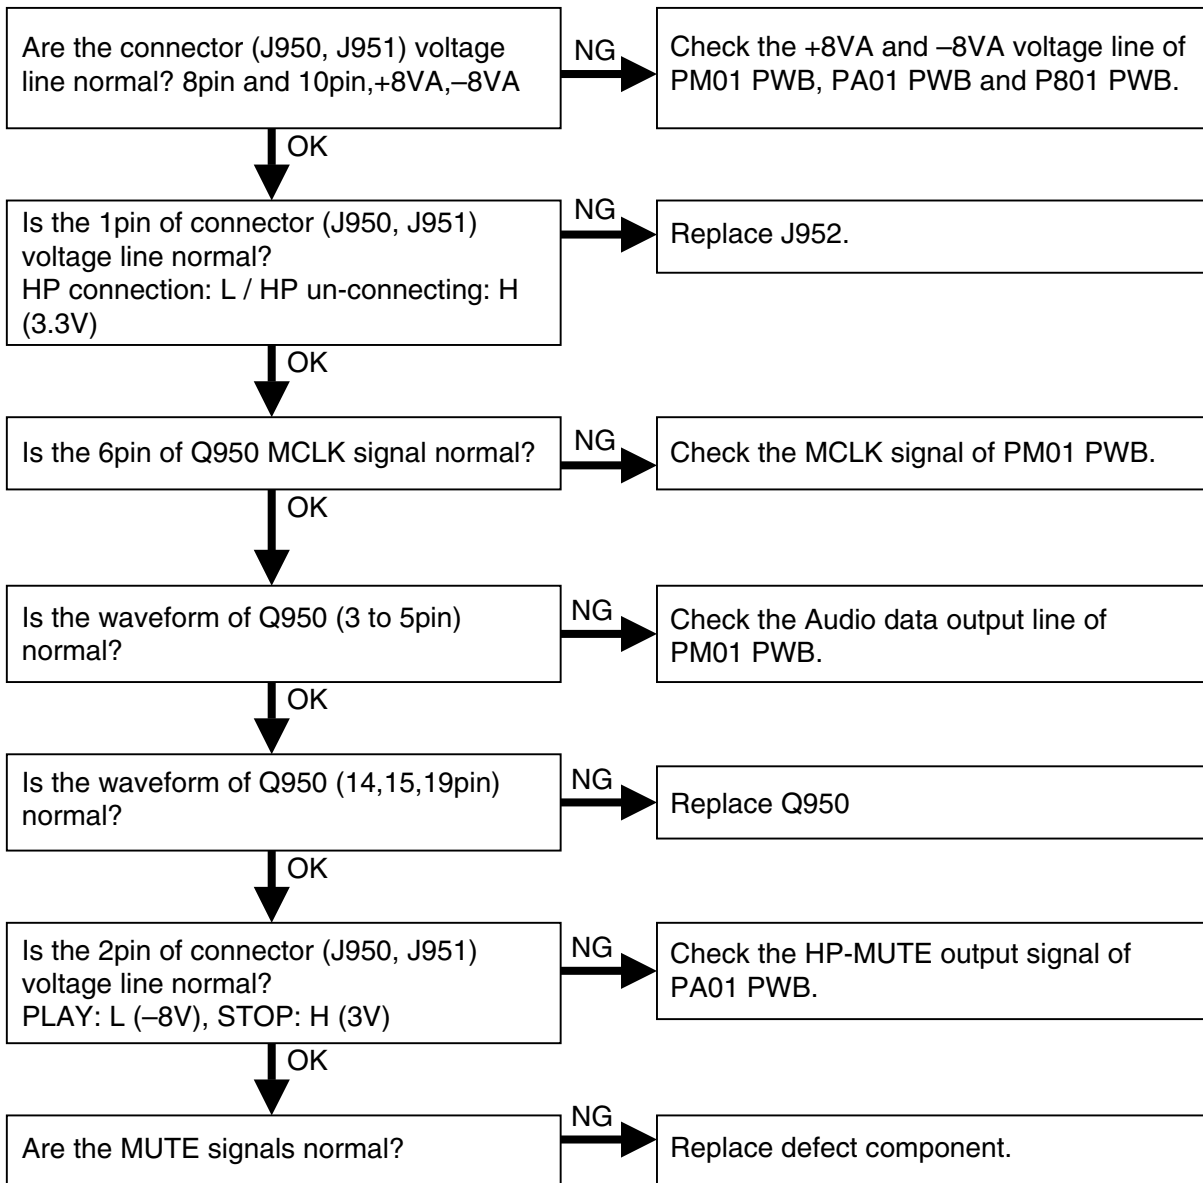 Are the connector (J950, J951) voltage
line normal? 8pin and 10pin,+8VA,–8VA
NG
Check the +8VA and –8VA voltage line of
PM01 PWB, PA01 PWB and P801 PWB.
OK
Is the 1pin of connector (J950, J951)
voltage line normal?
HP connection: L / HP un-connecting: H
(3.3V)
NG
Replace J952.
OK
Is the 6pin of Q950 MCLK signal normal?
NG
Check the MCLK signal of PM01 PWB.
OK
Is the waveform of Q950 (3 to 5pin)
normal?
NG
Check the Audio data output line of
PM01 PWB.
OK
Is the waveform of Q950 (14,15,19pin)
normal?
NG
Replace Q950
OK
Is the 2pin of connector (J950, J951)
voltage line normal?
PLAY: L (–8V), STOP: H (3V)
NG
Check the HP-MUTE output signal of
PA01 PWB.
OK
Are the MUTE signals normal?
NG
Replace defect component.